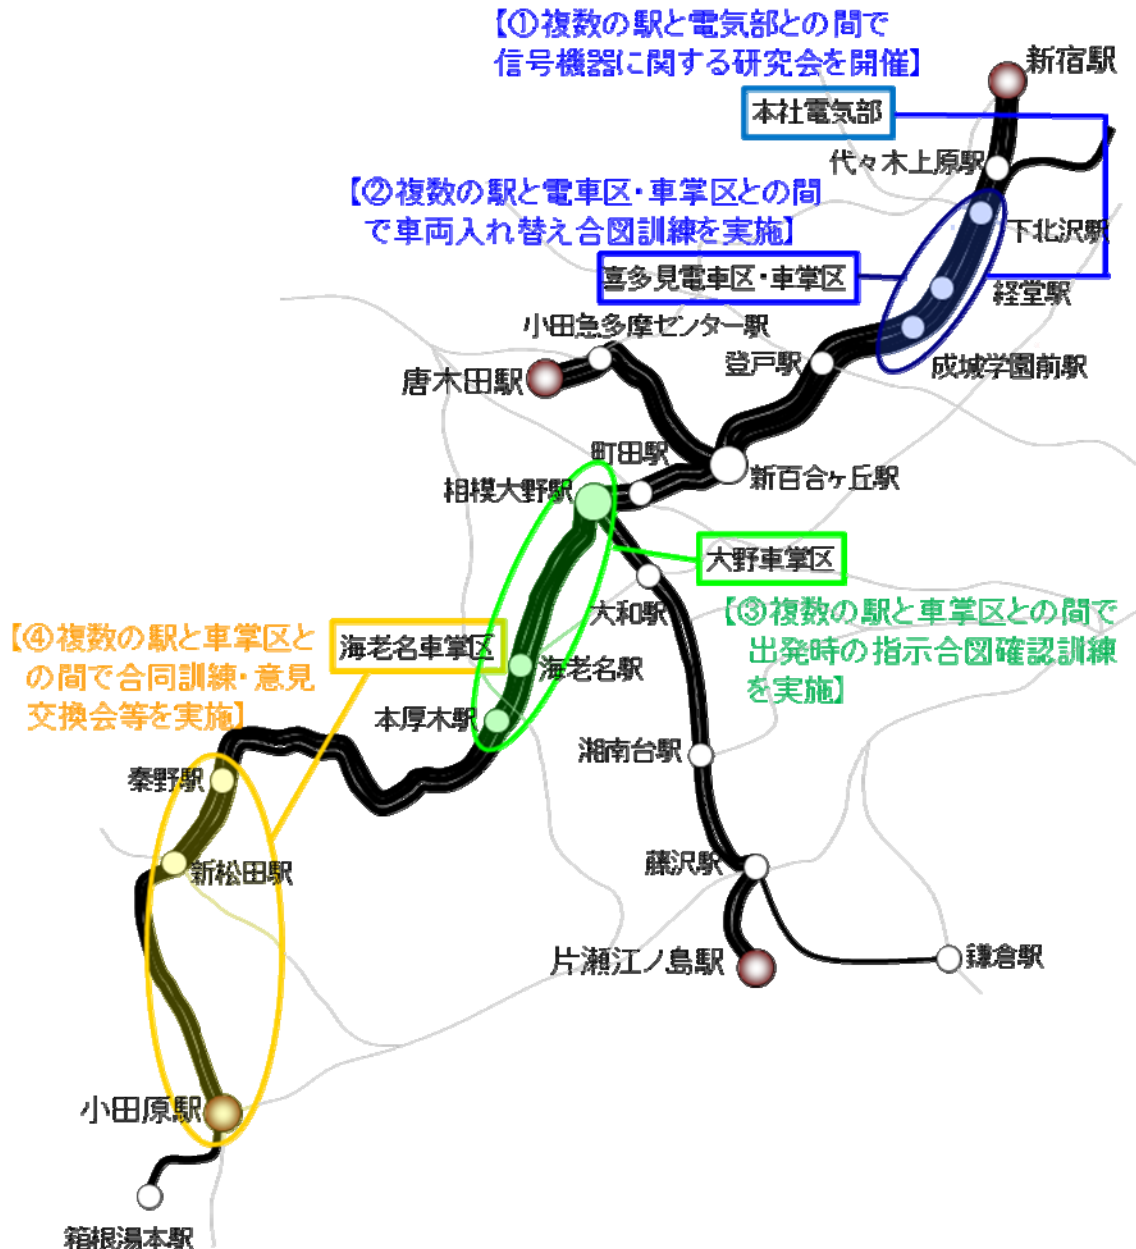 【①複数の駅と電気部との間で
信号機器に関する研究会を開催】
新宿駅
本社電気部
代々木上原駅
【②複数の駅と電車区・車掌区との間
で車両入れ替え合図訓練を実施】
下北沢駅
喜多見電車区・車掌区
経堂駅
小田急多摩センター駅
登戸駅
成城学園前駅
唐木田駅
町田駅
新百合ヶ丘駅
相模大野駅
大野車掌区
大和駅
【③複数の駅と車掌区との間で
出発時の指示合図確認訓練
を実施】
【④複数の駅と車掌区と
の間で合同訓練・意見
交換会等を実施】
海老名車掌区
海老名駅
本厚木駅
湘南台駅
秦野駅
藤沢駅
新松田駅
片瀬江ノ島駅
鎌倉駅
小田原駅
箱根湯本駅